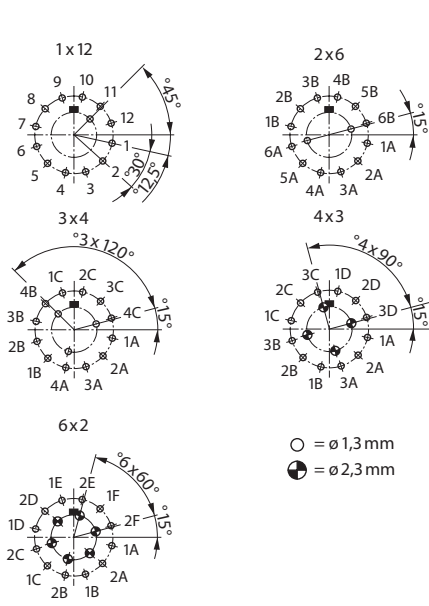 1 x 12
9 10
8 11
7 12
6 1
5 2
4 3
°45°
°30°
°12,5°
2 x 6
3B 4B
2B 5B
1B 6B
6A 1A
5A 2A
4A 3A
°15°
3 x 4
°3 x 120°
1C 2C
4B 3C
3B 4C
2B 1A
1B 2A
4A 3A
°15°
4 x 3
°4 x 90°
3C 1D
2C 2D
1C 3D
3B 1A
2B 2A
1B 3A
°15°
6 x 2
°6 x 60°
1E 2E
2D 1F
1D 2F
2C 1A
1C 2A
2B 1B
°15°
= ø 1,3 mm
= ø 2,3 mm